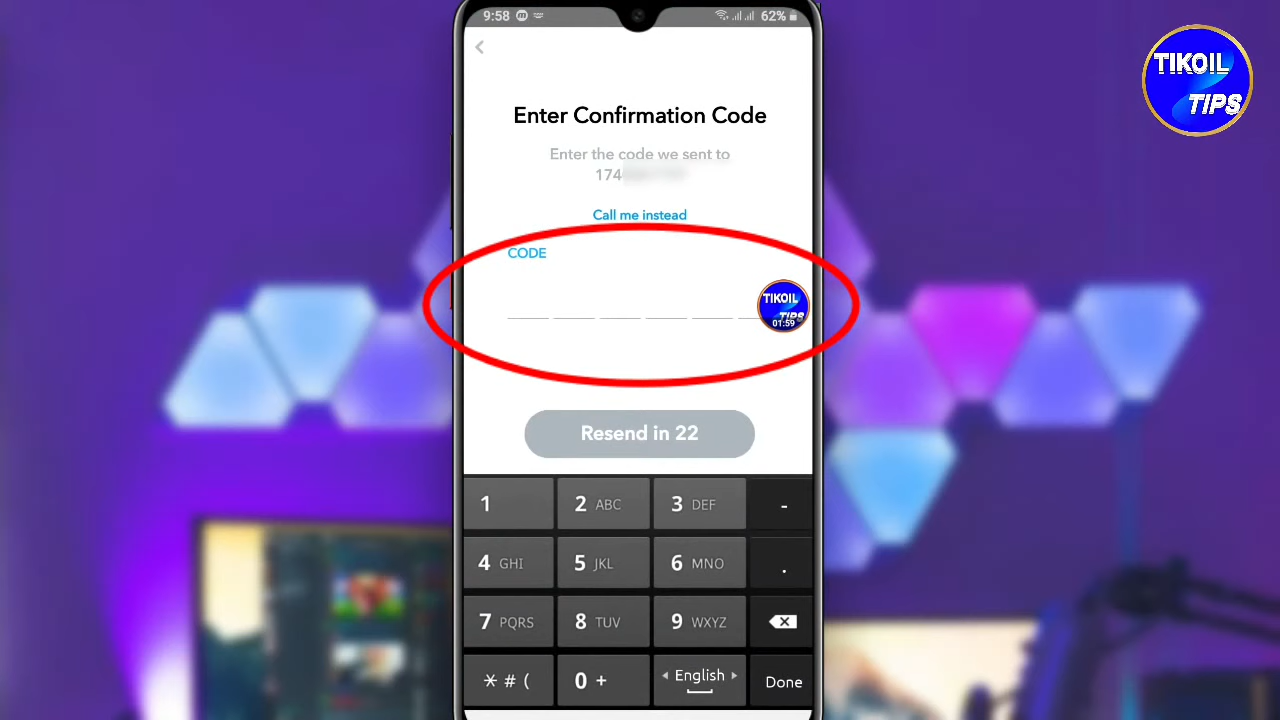 9:58
62%
TIKOIL
TIPS
Enter Confirmation Code
Enter the code we sent to
174
Call me instead
CODE
TIKOIL
TIPS
01:59
Resend in 22
1
2 ABC
3 DEF
-
4 GHI
5 JKL
6 MNO
.
7 PQRS
8 TUV
9 WXYZ
* # (
0 +
English
Done